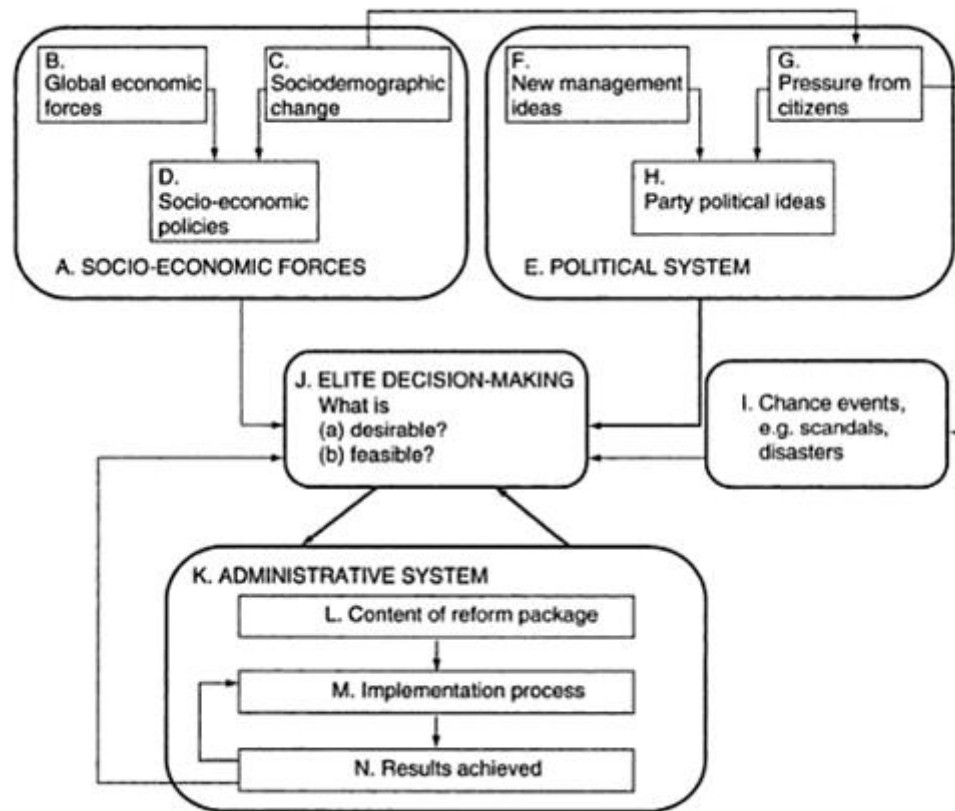 B.
Global economic
forces
C.
Sociodemographic
change
D.
Socio-economic
policies
A. SOCIO-ECONOMIC FORCES
F.
New management
ideas
G.
Pressure from
citizens
H.
Party political ideas
E. POLITICAL SYSTEM
J. ELITE DECISION-MAKING
What is
(a) desirable?
(b) feasible?
I. Chance events,
e.g. scandals,
disasters
K. ADMINISTRATIVE SYSTEM
L. Content of reform package
M. Implementation process
N. Results achieved